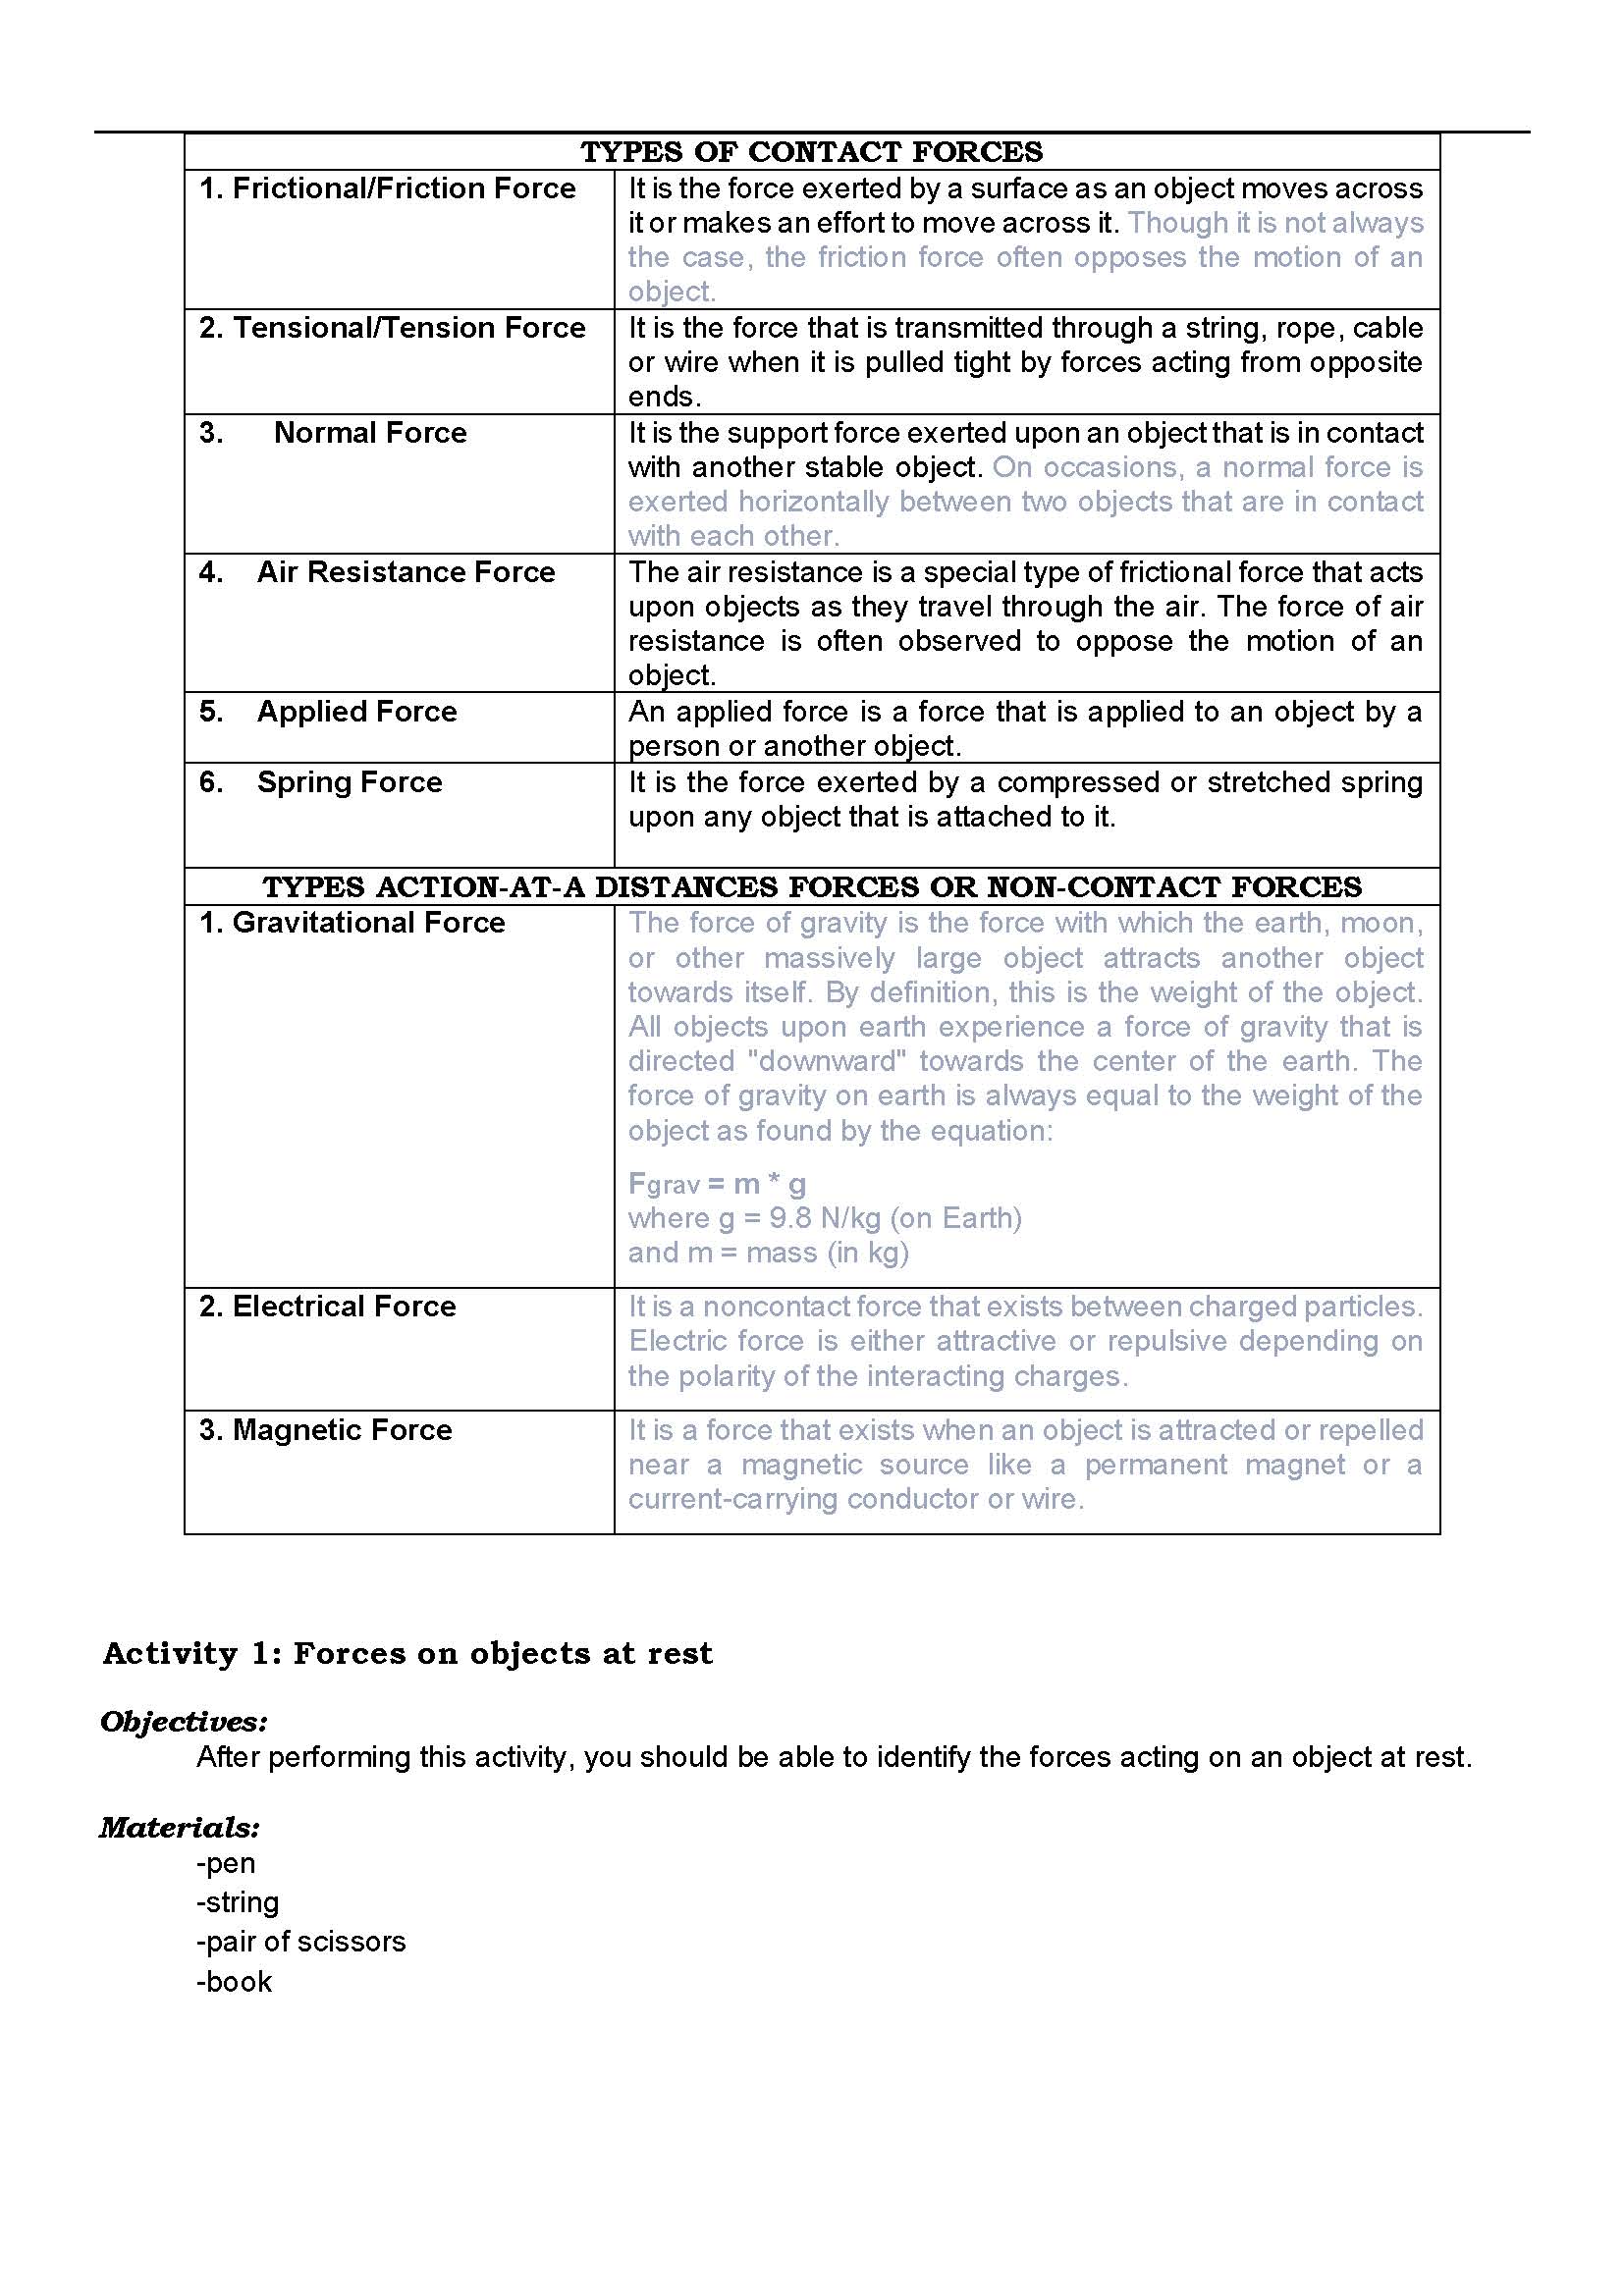 TYPES OF CONTACT FORCES
1. Frictional/Friction Force
It is the force exerted by a surface as an object moves across
it or makes an effort to move across it. Though it is not always
the case, the friction force often opposes the motion of an
object.
2. Tensional/Tension Force
It is the force that is transmitted through a string, rope, cable
or wire when it is pulled tight by forces acting from opposite
ends.
3. Normal Force
It is the support force exerted upon an object that is in contact
with another stable object. On occasions, a normal force is
exerted horizontally between two objects that are in contact
with each other.
4. Air Resistance Force
The air resistance is a special type of frictional force that acts
upon objects as they travel through the air. The force of air
resistance is often observed to oppose the motion of an
object.
5. Applied Force
An applied force is a force that is applied to an object by a
person or another object.
6. Spring Force
It is the force exerted by a compressed or stretched spring
upon any object that is attached to it.
TYPES ACTION-AT-A DISTANCES FORCES OR NON-CONTACT FORCES
1. Gravitational Force
The force of gravity is the force with which the earth, moon,
or other massively large object attracts another object
towards itself. By definition, this is the weight of the object.
All objects upon earth experience a force of gravity that is
directed "downward" towards the center of the earth. The
force of gravity on earth is always equal to the weight of the
object as found by the equation:
Fgrav = m * g
where g = 9.8 N/kg (on Earth)
and m = mass (in kg)
2. Electrical Force
It is a noncontact force that exists between charged particles.
Electric force is either attractive or repulsive depending on
the polarity of the interacting charges.
3. Magnetic Force
It is a force that exists when an object is attracted or repelled
near a magnetic source like a permanent magnet or a
current-carrying conductor or wire.
Activity 1: Forces on objects at rest
Objectives:
After performing this activity, you should be able to identify the forces acting on an object at rest.
Materials:
-pen
-string
-pair of scissors
-book